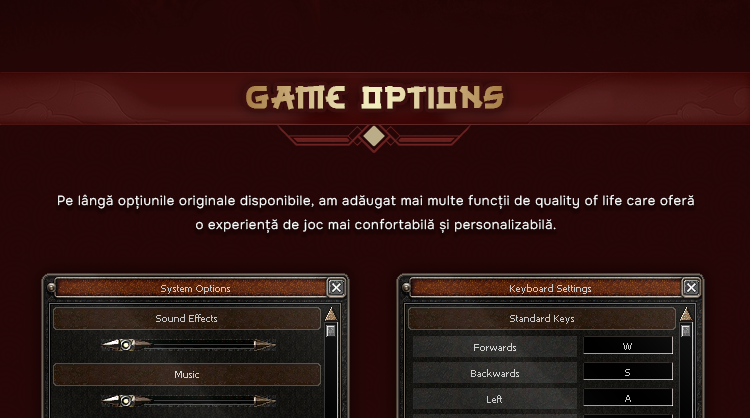 GAME OPTIONS
Pe lângă opțiunile originale disponibile, am adăugat mai multe funcții de quality of life care oferă
o experiență de joc mai confortabilă și personalizabilă.
System Options
Sound Effects
Music
Keyboard Settings
Standard Keys
Forwards W
Backwards S
Left A